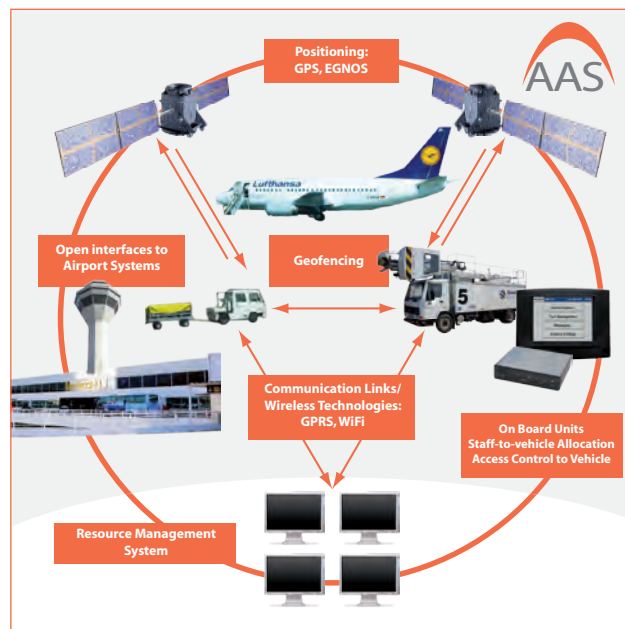 Positioning:
GPS, EGNOS
AAS
Lufthansa
Open interfaces to
Airport Systems
Geofencing
5
Communication Links/
Wireless Technologies:
GPRS, WiFi
On Board Units
Staff-to-vehicle Allocation
Access Control to Vehicle
Resource Management
System